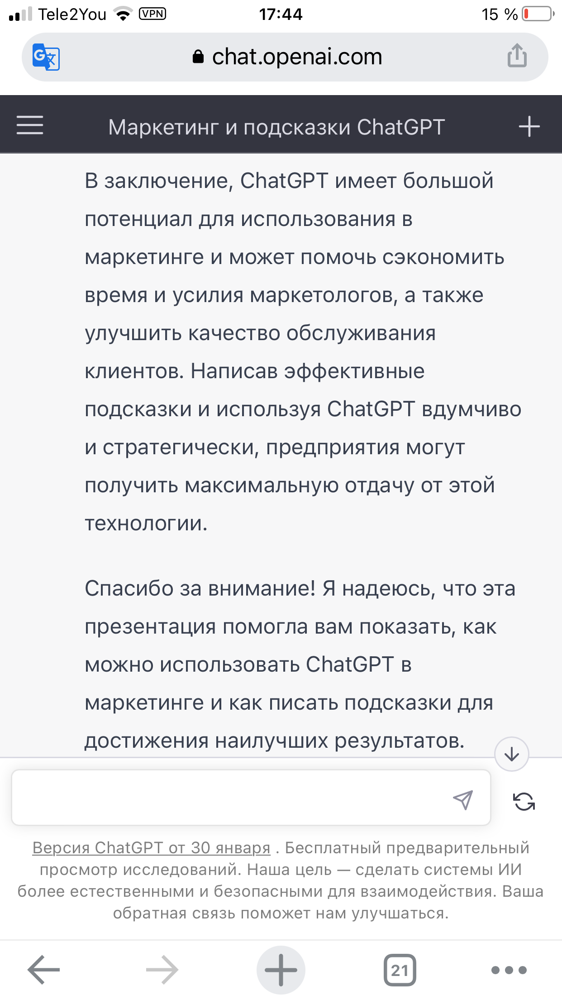 Tele2You VPN 17:44 15 %
chat.openai.com
Маркетинг и подсказки ChatGPT
В заключение, ChatGPT имеет большой
потенциал для использования в
маркетинге и может помочь сэкономить
время и усилия маркетологов, а также
улучшить качество обслуживания
клиентов. Написав эффективные
подсказки и используя ChatGPT вдумчиво
и стратегически, предприятия могут
получить максимальную отдачу от этой
технологии.
Спасибо за внимание! Я надеюсь, что эта
презентация помогла вам показать, как
можно использовать ChatGPT в
маркетинге и как писать подсказки для
достижения наилучших результатов.
Версия ChatGPT от 30 января . Бесплатный предварительный
просмотр исследований. Наша цель — сделать системы ИИ
более естественными и безопасными для взаимодействия. Ваша
обратная связь поможет нам улучшаться.
21